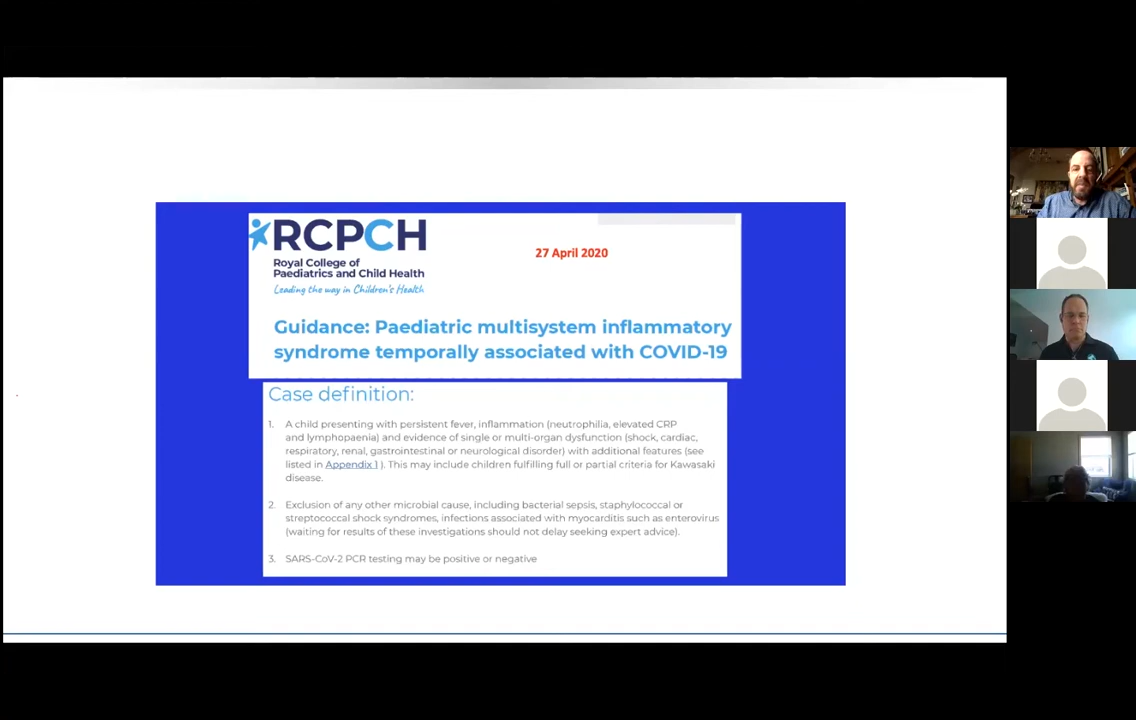 RCPCH
Royal College of
Paediatrics and Child Health
Leading the way in Children's Health
27 April 2020
Guidance: Paediatric multisystem inflammatory
syndrome temporally associated with COVID-19
Case definition:
1. A child presenting with persistent fever, inflammation (neutrophilia, elevated CRP
and lymphopaenia) and evidence of single or multi-organ dysfunction (shock, cardiac,
respiratory, renal, gastrointestinal or neurological disorder) with additional features (see
listed in Appendix 1 ). This may include children fulfilling full or partial criteria for Kawasaki
disease.
2. Exclusion of any other microbial cause, including bacterial sepsis, staphylococcal or
streptococcal shock syndromes, infections associated with myocarditis such as enterovirus
(waiting for results of these investigations should not delay seeking expert advice).
3. SARS-CoV-2 PCR testing may be positive or negative